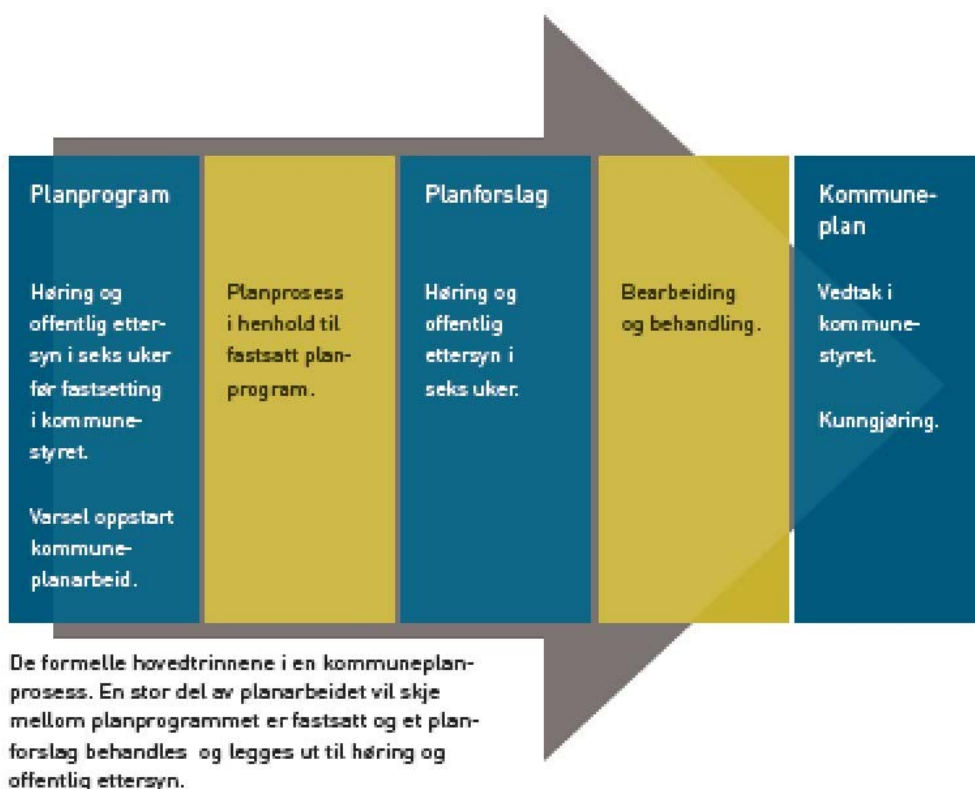 Planprogram
Høring og
offentlig etter-
syn i seks uker
før fastsetting
i kommune-
styret.
Varsel oppstart
kommune-
planarbeid.
Planprosess
i henhold til
fastsatt plan-
program.
Planforslag
Høring og
offentlig
ettersyn i
seks uker.
Bearbeiding
og behandling.
Kommune-
plan
Vedtak i
kommune-
styret.
Kunngjøring.
De formelle hovedtrinnene i en kommuneplan-
prosess. En stor del av planarbeidet vil skje
mellom planprogrammet er fastsatt og et plan-
forslag behandles og legges ut til høring og
offentlig ettersyn.